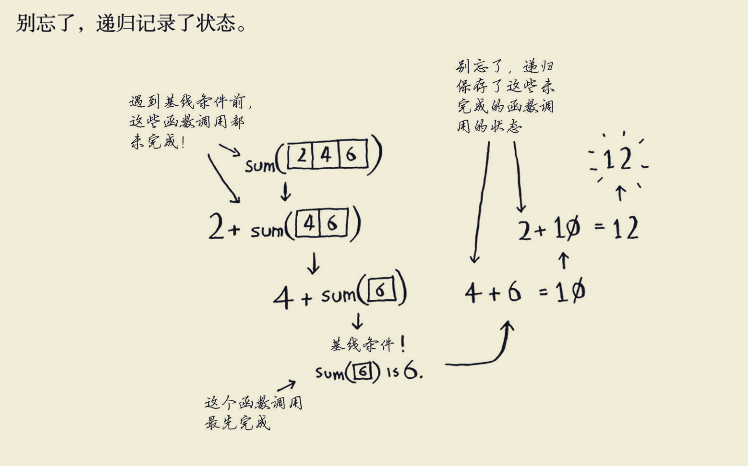 别忘了，递归记录了状态。
遇到基线条件前，
这些函数调用都
未完成！
sum([2|4|6])
2 + sum([4|6])
4 + sum([6])
基线条件！
sum([6]) is 6.
这个函数调用
最先完成
别忘了，递归
保存了这些未
完成的函数调
用的状态
12
2 + 10 = 12
4 + 6 = 10